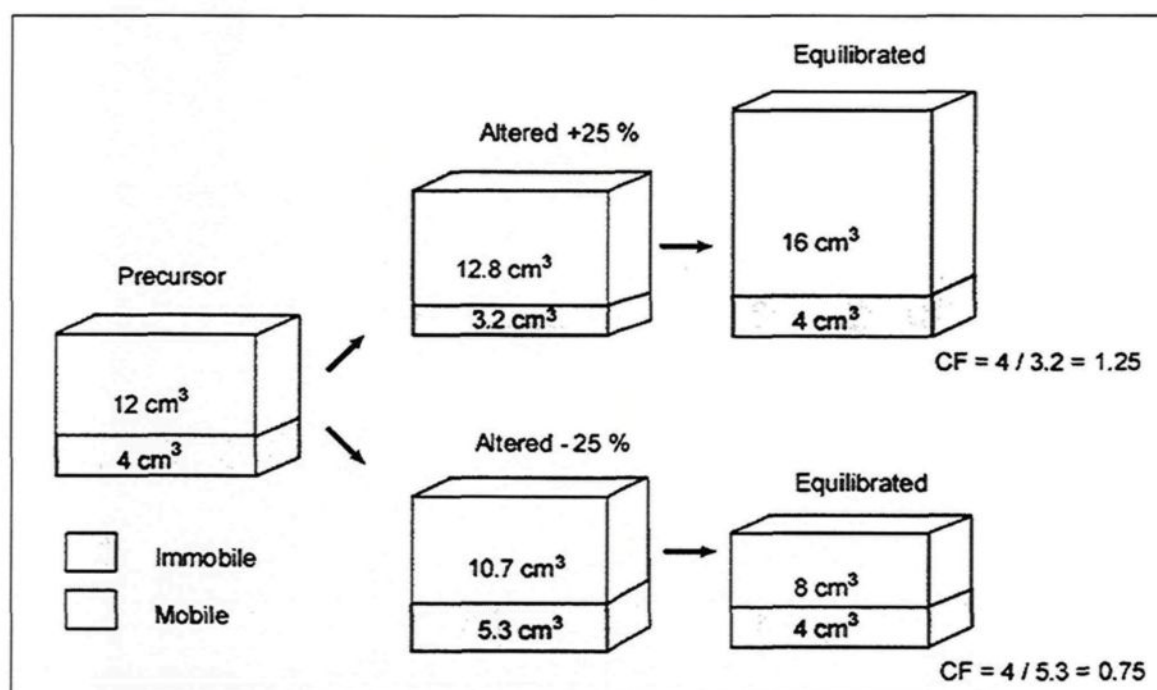 Equilibrated
Altered +25 %
16 cm³
12.8 cm³
Precursor
3.2 cm³
4 cm³
CF = 4 / 3.2 = 1.25
12 cm³
4 cm³
Altered - 25 %
Equilibrated
Immobile
10.7 cm³
8 cm³
Mobile
5.3 cm³
4 cm³
CF = 4 / 5.3 = 0.75